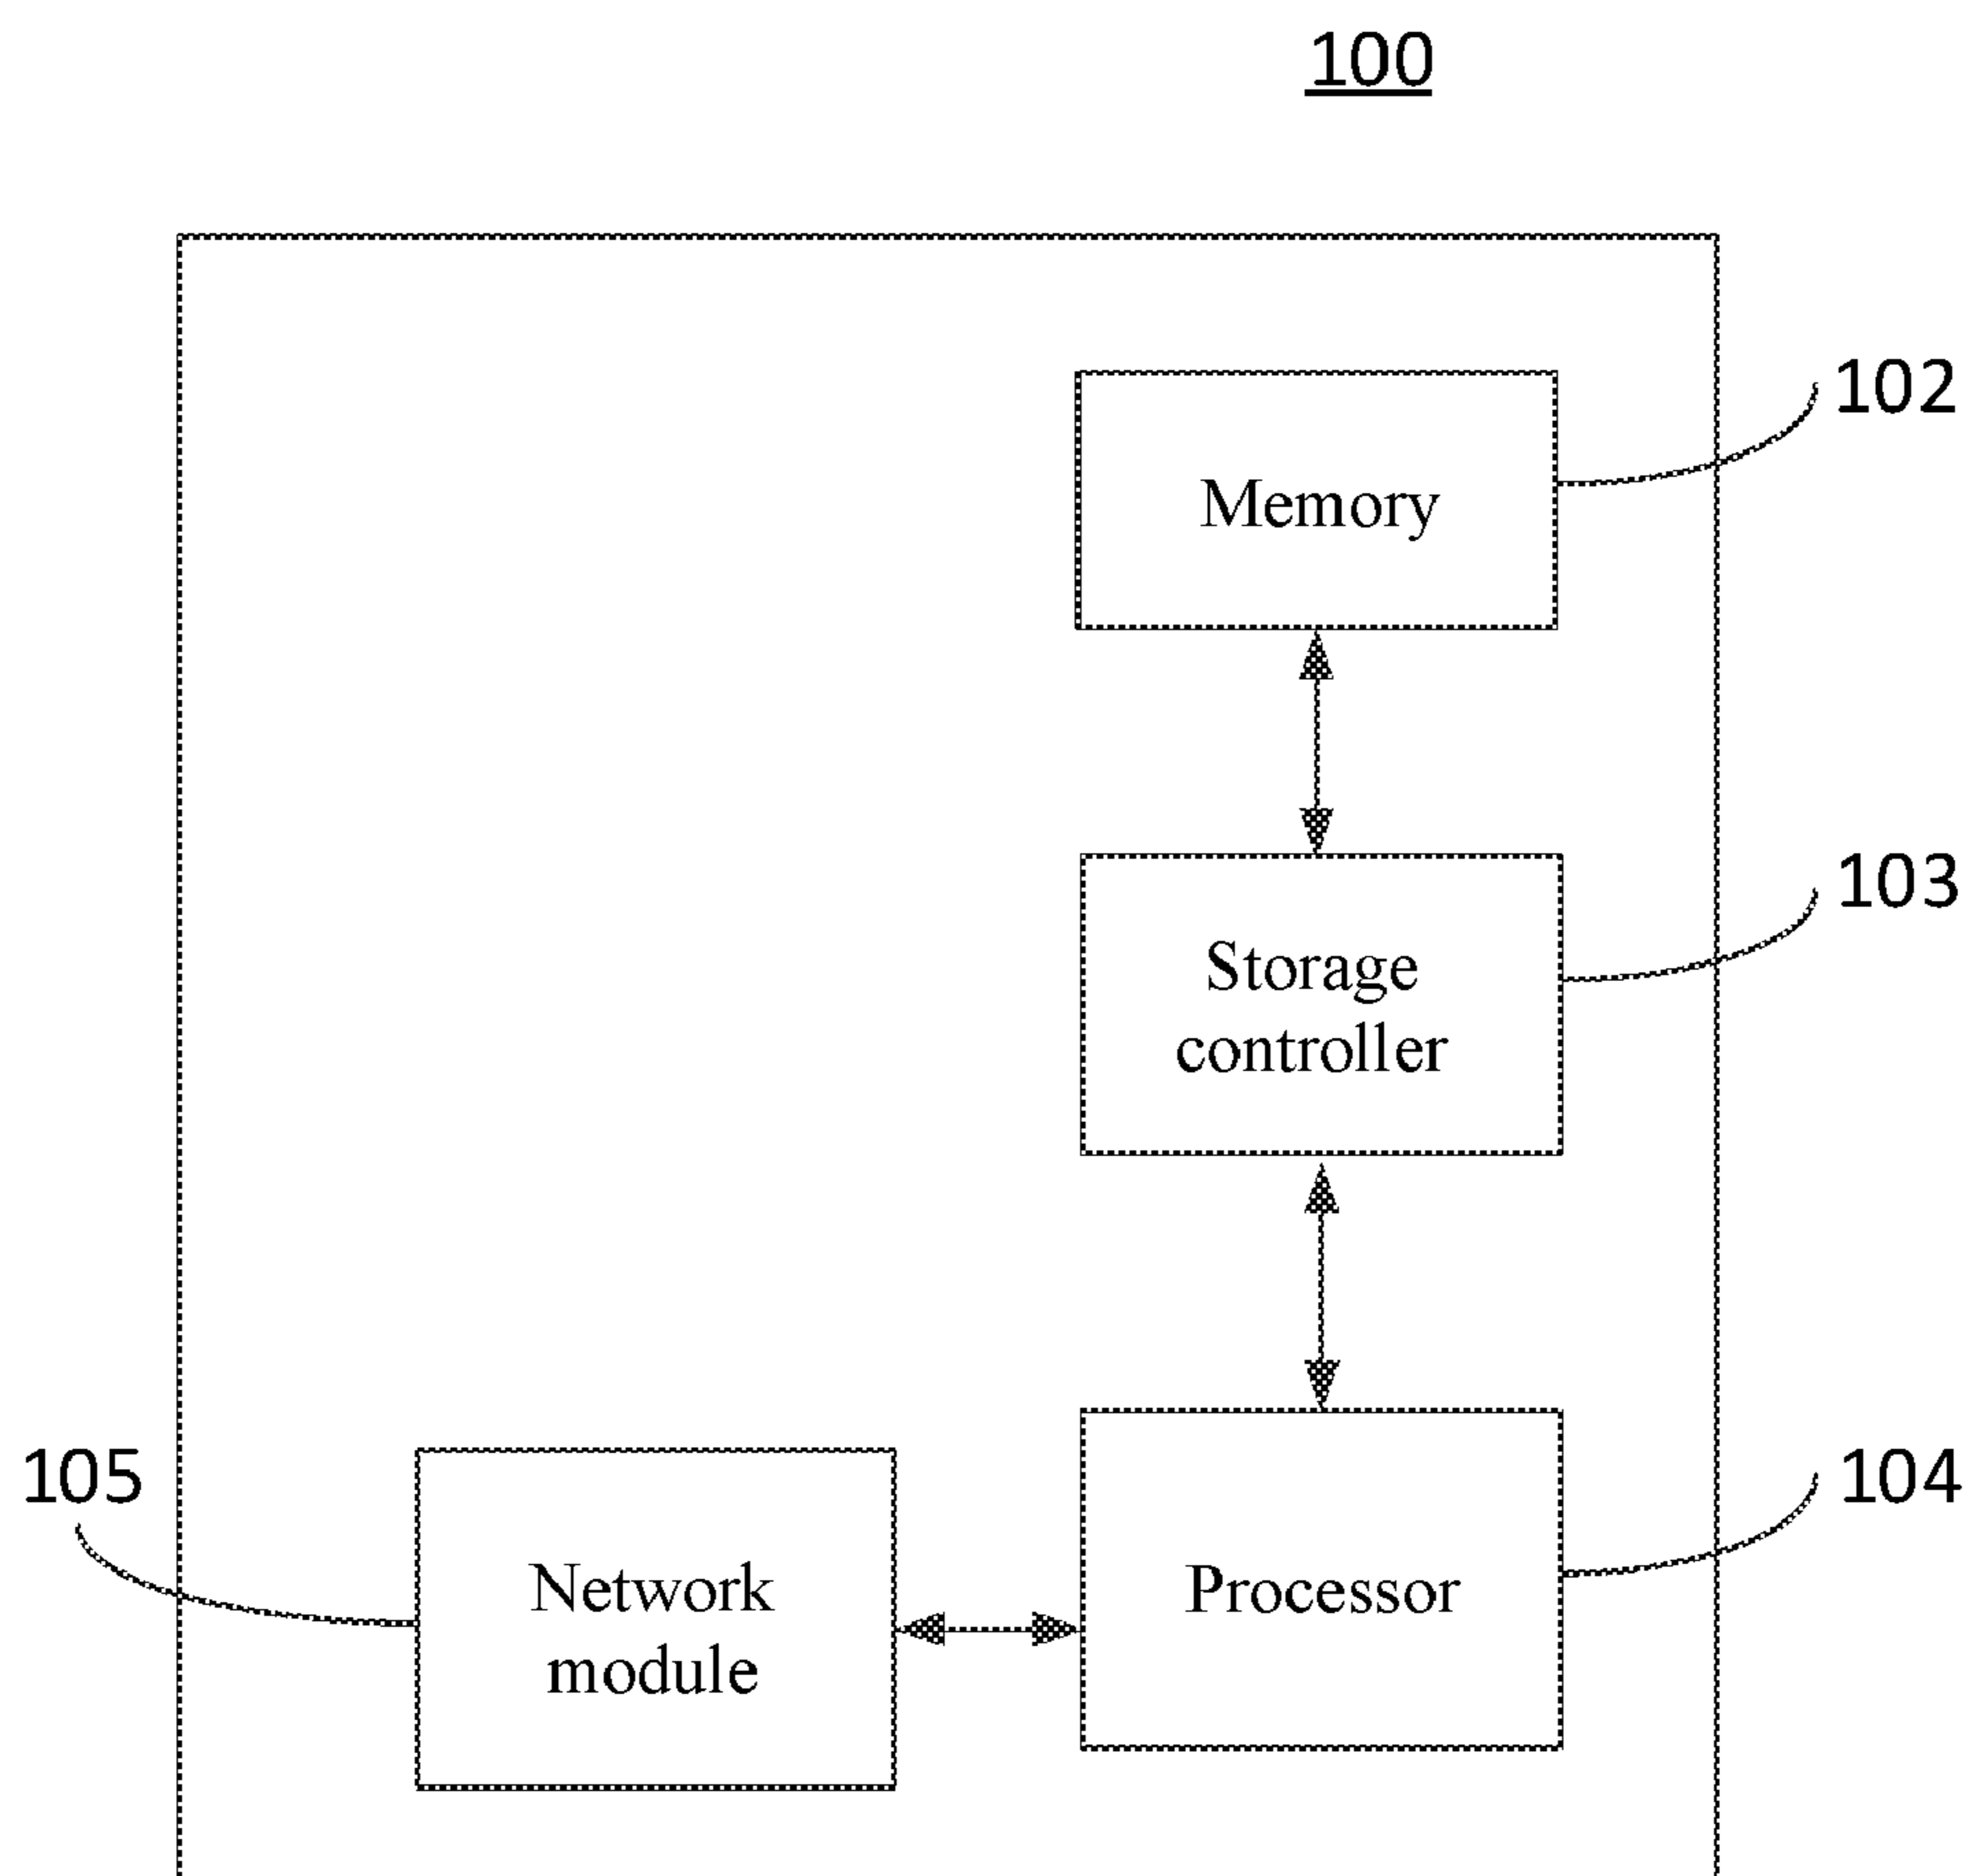 100
102
Memory
103
Storage
controller
105
104
Network
module
Processor